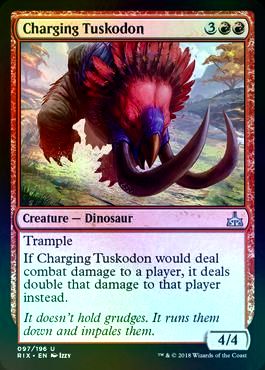 Charging Tuskodon 3
Creature — Dinosaur
Trample
If Charging Tuskodon would deal
combat damage to a player, it deals
double that damage to that player
instead.
It doesn't hold grudges. It runs them
down and impales them.
4/4
097/196 U
RIX • EN Izzy
™ & © 2018 Wizards of the Coast